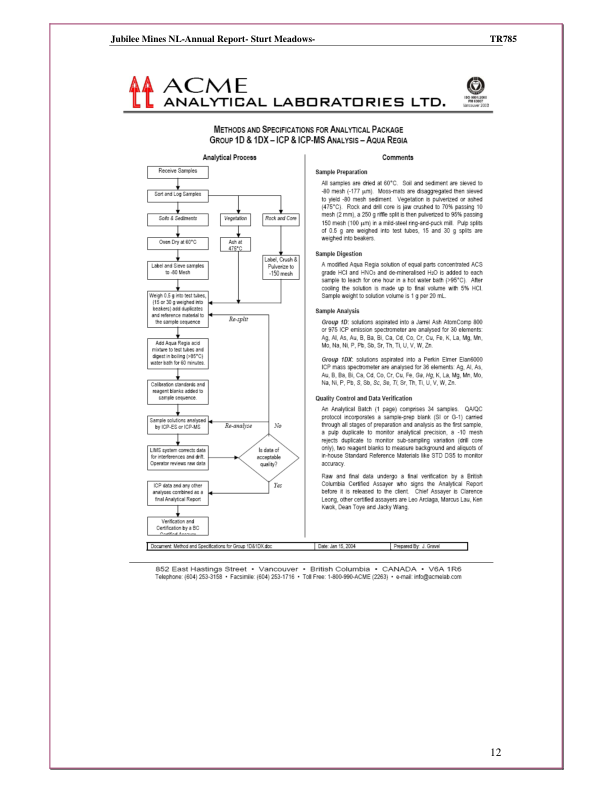 Jubilee Mines NL-Annual Report- Sturt Meadows- TR785
ACME
ANALYTICAL LABORATORIES LTD.
METHODS AND SPECIFICATIONS FOR ANALYTICAL PACKAGE
GROUP 1D & 1DX – ICP & ICP-MS ANALYSIS – AQUA REGIA
Analytical Process
Receive Samples
Sort and Log Samples
Soils & Sediments
Vegetation
Rock and Core
Oven Dry at 60°C
Ash at
475°C
Label and Sieve samples
to -80 Mesh
Label, Crush &
Pulverize to
-150 mesh
Weigh 0.5 g into test tubes,
(15 or 30 g weighed into
beakers) add duplicates
and reference material to
the sample sequence
Re-split
Add Aqua Regia acid
mixture to test tubes and
digest in boiling (>95°C)
water bath for 60 minutes.
Calibration standards and
reagent blanks added to
sample sequence.
Sample solutions analysed
by ICP-ES or ICP-MS
Re-analyze
No
LIMS system corrects data
for interferences and drift.
Operator reviews raw data
Is data of
acceptable
quality?
Yes
ICP data and any other
analyses combined as a
final Analytical Report
Verification and
Certification by a BC
Certified Assayer
Comments
Sample Preparation
All samples are dried at 60°C. Soil and sediment are sieved to
-80 mesh (-177 µm). Moss-mats are disaggregated then sieved
to yield -80 mesh sediment. Vegetation is pulverized or ashed
(475°C). Rock and drill core is jaw crushed to 70% passing 10
mesh (2 mm), a 250 g riffle split is then pulverized to 95% passing
150 mesh (100 µm) in a mild-steel ring-and-puck mill. Pulp splits
of 0.5 g are weighed into test tubes, 15 and 30 g splits are
weighed into beakers.
Sample Digestion
A modified Aqua Regia solution of equal parts concentrated ACS
grade HCl and HNO₃ and de-mineralised H₂O is added to each
sample to leach for one hour in a hot water bath (>95°C). After
cooling the solution is made up to final volume with 5% HCl.
Sample weight to solution volume is 1 g per 20 mL.
Sample Analysis
Group 1D: solutions aspirated into a Jarrel Ash AtomComp 800
or 975 ICP emission spectrometer are analysed for 30 elements:
Ag, Al, As, Au, B, Ba, Bi, Ca, Cd, Co, Cr, Cu, Fe, K, La, Mg, Mn,
Mo, Na, Ni, P, Pb, Sb, Sr, Th, Ti, U, V, W, Zn.
Group 1DX: solutions aspirated into a Perkin Elmer Elan6000
ICP mass spectrometer are analysed for 36 elements: Ag, Al, As,
Au, B, Ba, Bi, Ca, Cd, Co, Cr, Cu, Fe, Ga, Hg, K, La, Mg, Mn, Mo,
Na, Ni, P, Pb, S, Sb, Sc, Se, Tl, Sr, Th, Ti, U, V, W, Zn.
Quality Control and Data Verification
An Analytical Batch (1 page) comprises 34 samples. QA/QC
protocol incorporates a sample-prep blank (SI or G-1) carried
through all stages of preparation and analysis as the first sample,
a pulp duplicate to monitor analytical precision, a -10 mesh
rejects duplicate to monitor sub-sampling variation (drill core
only), two reagent blanks to measure background and aliquots of
in-house Standard Reference Materials like STD DS5 to monitor
accuracy.
Raw and final data undergo a final verification by a British
Columbia Certified Assayer who signs the Analytical Report
before it is released to the client. Chief Assayer is Clarence
Leong, other certified assayers are Leo Arciaga, Marcus Lau, Ken
Kwok, Dean Toye and Jacky Wang.
Document: Method and Specifications for Group 1D&1DX.doc Date: Jan 15, 2004 Prepared By: J. Gravel
852 East Hastings Street • Vancouver • British Columbia • CANADA • V6A 1R6
Telephone: (604) 253-3158 • Facsimile: (604) 253-1716 • Toll Free: 1-800-990-ACME (2263) • e-mail: info@acmelab.com
12